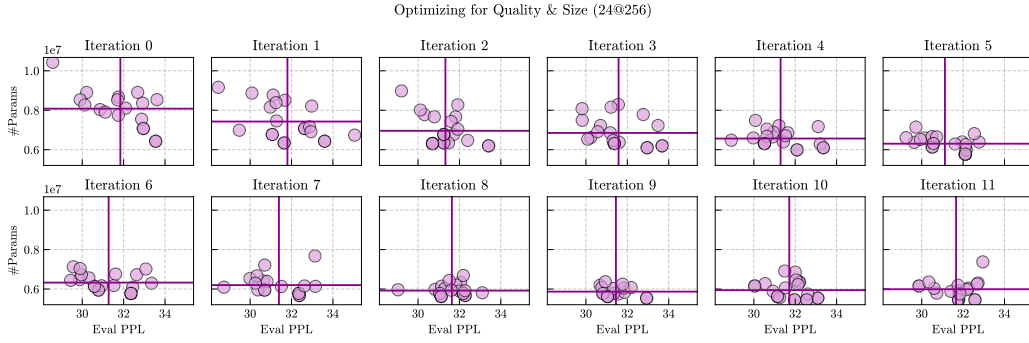 Optimizing for Quality & Size (24@256)
Iteration 0 Iteration 1 Iteration 2 Iteration 3 Iteration 4 Iteration 5
1e7
1.0
0.8
0.6
#Params
Iteration 6 Iteration 7 Iteration 8 Iteration 9 Iteration 10 Iteration 11
1e7
1.0
0.8
0.6
#Params
30 32 34 30 32 34 30 32 34 30 32 34 30 32 34 30 32 34
Eval PPL Eval PPL Eval PPL Eval PPL Eval PPL Eval PPL